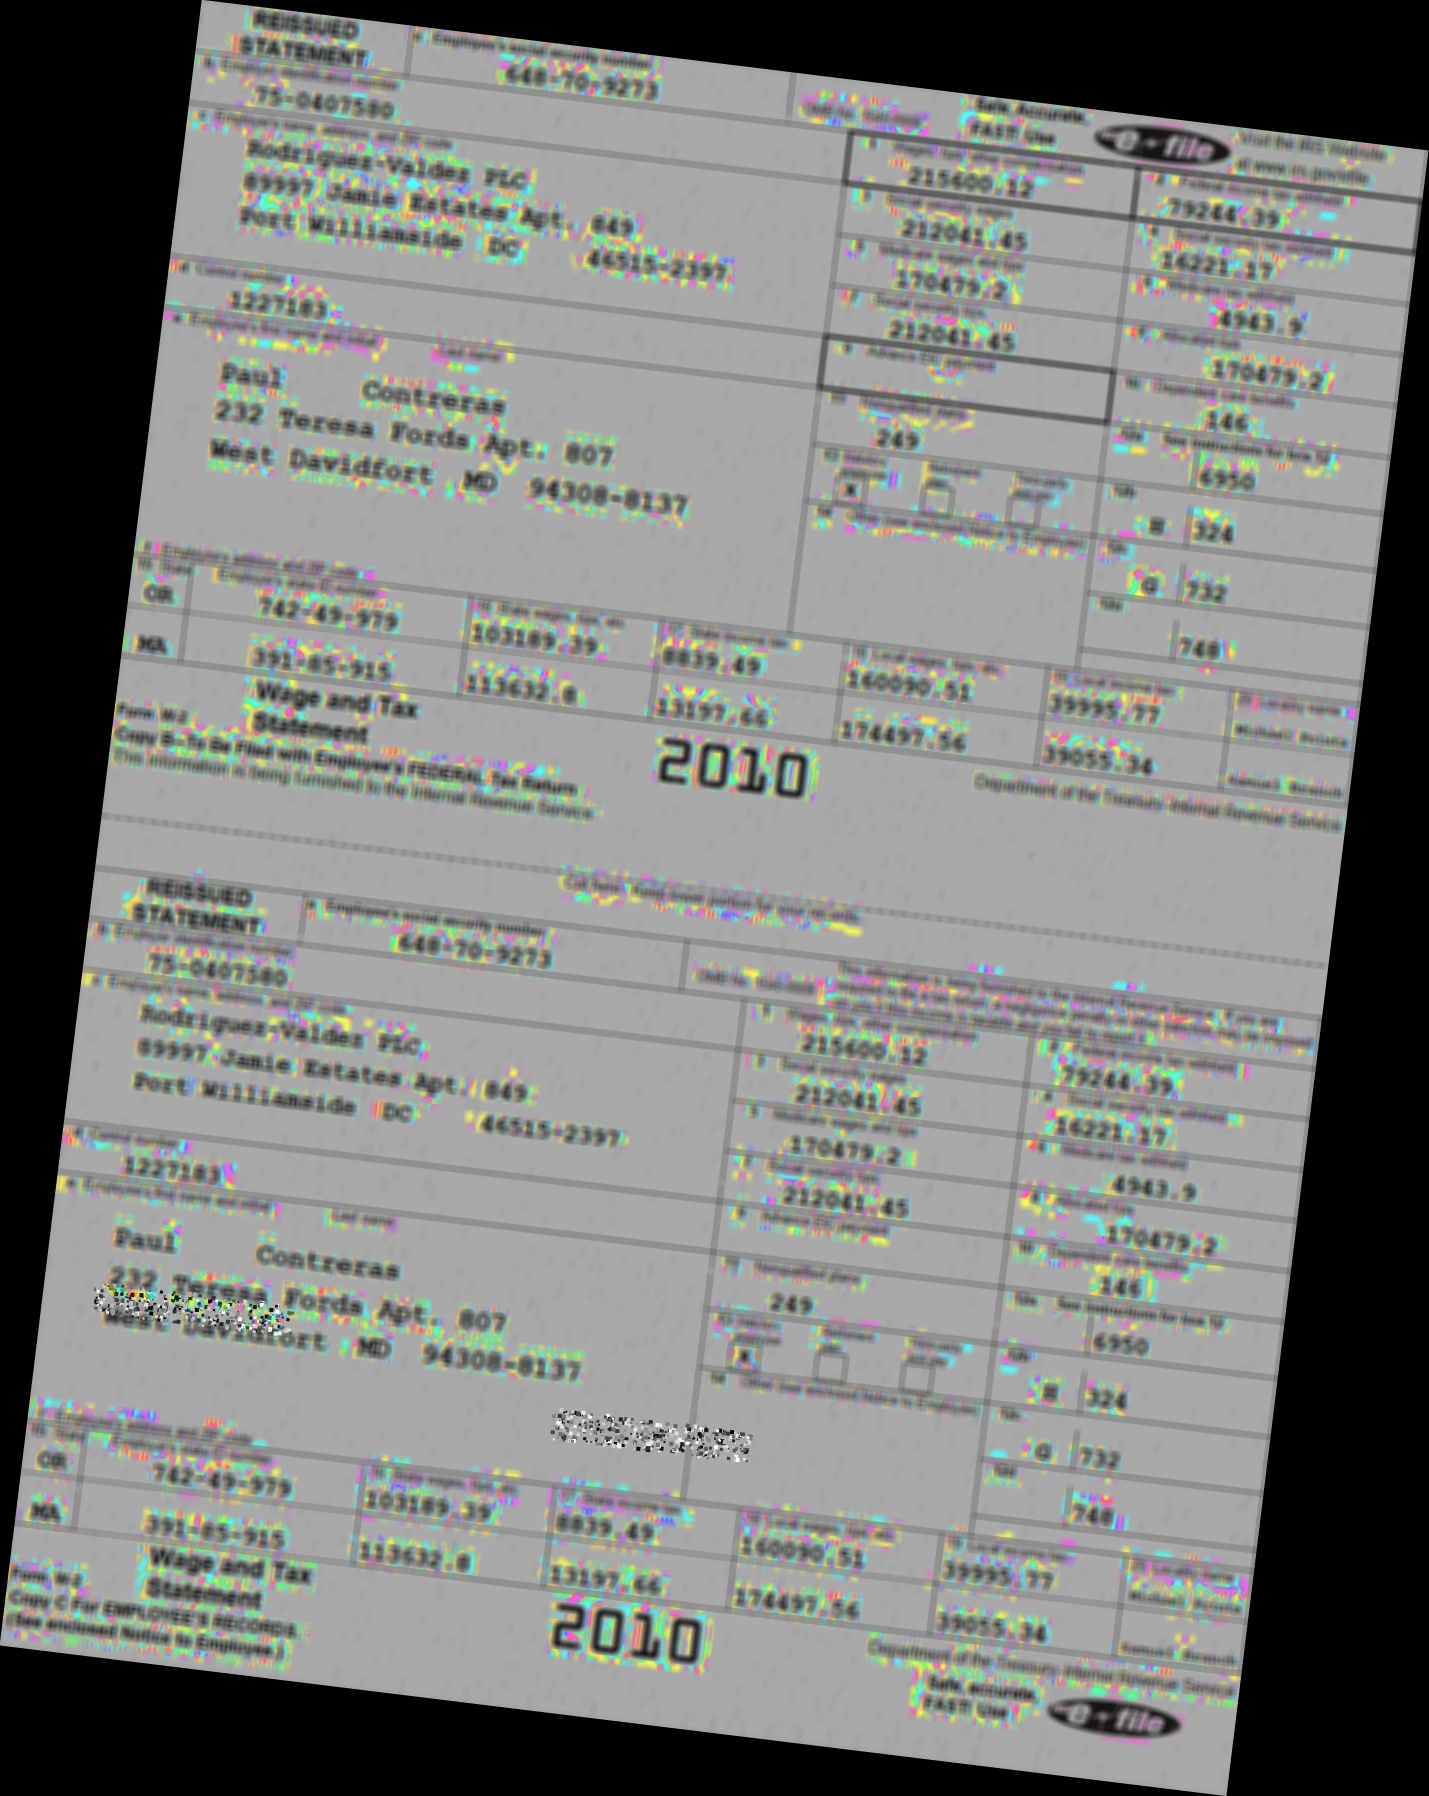 REISSUED
STATEMENT
a Employee's social security number
648-70-9273
OMB No. 1545-0008
Safe, Accurate,
FAST! Use
e-file
Visit the IRS Website
at www.irs.gov/efile.
b Employer identification number
75-0407580
c Employer's name, address, and ZIP code
Rodriguez-Valdez PLC
89997 Jamie Estates Apt. 849
Port Williamside DC 46515-2397
1 Wages, tips, other compensation
215600.12
2 Federal income tax withheld
79244.39
3 Social security wages
212041.45
4 Social security tax withheld
16221.17
5 Medicare wages and tips
170479.2
6 Medicare tax withheld
4943.9
d Control number
1227183
7 Social security tips
212041.45
8 Allocated tips
170479.2
e Employee's first name and initial Last name
Paul Contreras
232 Teresa Fords Apt. 807
West Davidfort MD 94308-8137
9 Advance EIC payment
10 Dependent care benefits
146
11 Nonqualified plans
249
12a See instructions for box 12
6950
13 Statutory employee
X
Retirement plan
Third-party sick pay
12b
324
14 Other (see enclosed Notice to Employee)
12c
G 732
12d
748
f Employee's address and ZIP code
15 State Employer's state ID number
OR 742-49-979
16 State wages, tips, etc.
103189.39
17 State income tax
8839.49
18 Local wages, tips, etc.
160090.51
19 Local income tax
39995.77
20 Locality name
MA 391-85-915 113632.8 13197.66 174497.56 39055.34
Form W-2
Wage and Tax
Statement
2010
Department of the Treasury-Internal Revenue Service
Copy B-To Be Filed with Employee's FEDERAL Tax Return.
This information is being furnished to the Internal Revenue Service.
Cut here. Keep lower portion for your records.
REISSUED
STATEMENT
a Employee's social security number
648-70-9273
OMB No. 1545-0008
b Employer identification number
75-0407580
c Employer's name, address, and ZIP code
Rodriguez-Valdez PLC
89997 Jamie Estates Apt. 849
Port Williamside DC 46515-2397
1 Wages, tips, other compensation
215600.12
2 Federal income tax withheld
79244.39
3 Social security wages
212041.45
4 Social security tax withheld
16221.17
5 Medicare wages and tips
170479.2
6 Medicare tax withheld
4943.9
d Control number
1227183
7 Social security tips
212041.45
8 Allocated tips
170479.2
e Employee's first name and initial Last name
Paul Contreras
232 Teresa Fords Apt. 807
West Davidfort MD 94308-8137
9 Advance EIC payment
10 Dependent care benefits
146
11 Nonqualified plans
249
12a See instructions for box 12
6950
13 Statutory employee
X
Retirement plan
Third-party sick pay
12b
324
14 Other (see enclosed Notice to Employee)
12c
G 732
12d
748
f Employee's address and ZIP code
15 State Employer's state ID number
OR 742-49-979
16 State wages, tips, etc.
103189.39
17 State income tax
8839.49
18 Local wages, tips, etc.
160090.51
19 Local income tax
39995.77
20 Locality name
MA 391-85-915 113632.8 13197.66 174497.56 39055.34
Form W-2
Wage and Tax
Statement
2010
Department of the Treasury-Internal Revenue Service
Copy C For EMPLOYEE'S RECORDS.
(See enclosed Notice to Employee.)
Safe, accurate,
FAST! Use
e-file